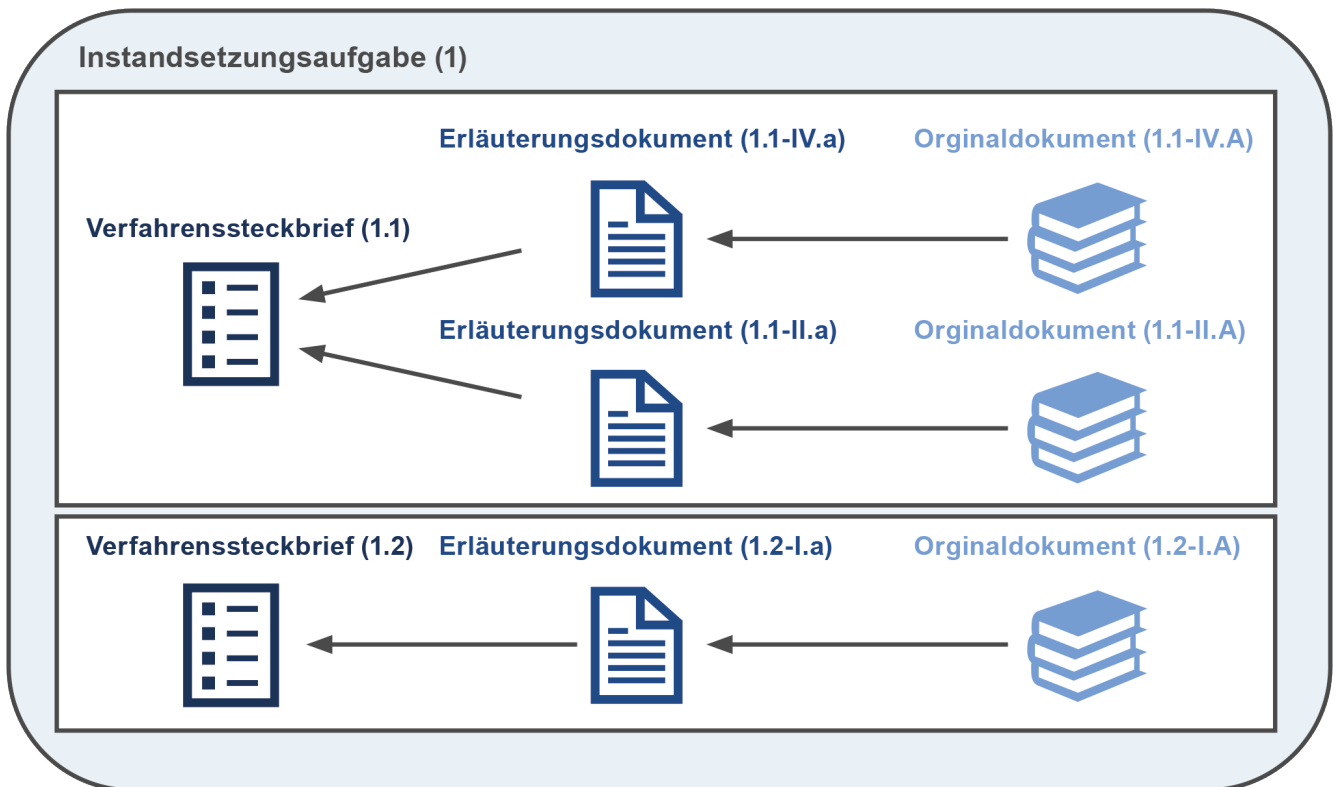 Instandsetzungsaufgabe (1)
Erläuterungsdokument (1.1-IV.a)
Orginaldokument (1.1-IV.A)
Verfahrenssteckbrief (1.1)
Erläuterungsdokument (1.1-II.a)
Orginaldokument (1.1-II.A)
Verfahrenssteckbrief (1.2)
Erläuterungsdokument (1.2-I.a)
Orginaldokument (1.2-I.A)